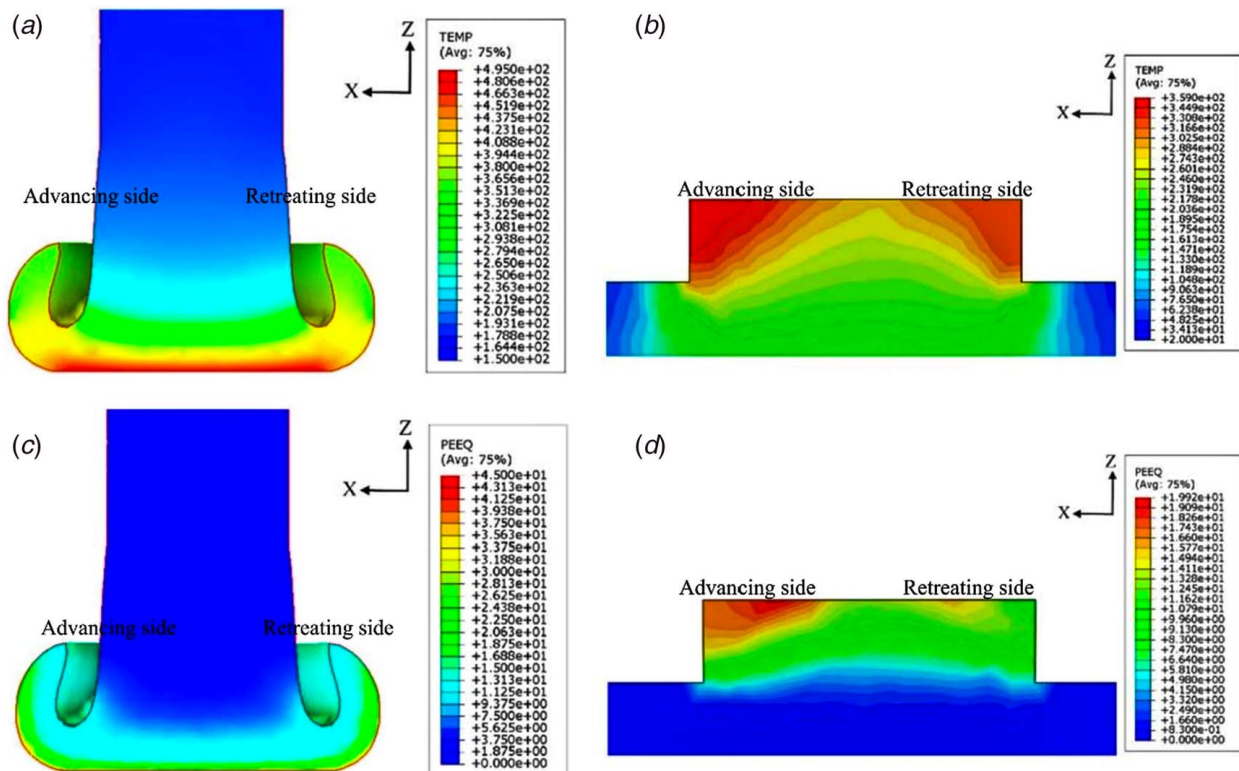 (a)
Z
X
Advancing side
Retreating side
TEMP
(Avg: 75%)
+4.950e+02
+4.806e+02
+4.663e+02
+4.519e+02
+4.375e+02
+4.231e+02
+4.088e+02
+3.944e+02
+3.800e+02
+3.656e+02
+3.513e+02
+3.369e+02
+3.225e+02
+3.081e+02
+2.938e+02
+2.794e+02
+2.650e+02
+2.506e+02
+2.363e+02
+2.219e+02
+2.075e+02
+1.931e+02
+1.788e+02
+1.644e+02
+1.500e+02
(b)
Z
X
Advancing side
Retreating side
TEMP
(Avg: 75%)
+3.590e+02
+3.449e+02
+3.308e+02
+3.166e+02
+3.025e+02
+2.884e+02
+2.743e+02
+2.601e+02
+2.460e+02
+2.319e+02
+2.178e+02
+2.036e+02
+1.895e+02
+1.754e+02
+1.613e+02
+1.471e+02
+1.330e+02
+1.189e+02
+1.048e+02
+9.063e+01
+7.650e+01
+6.238e+01
+4.825e+01
+3.413e+01
+2.000e+01
(c)
Z
X
Advancing side
Retreating side
PEEQ
(Avg: 75%)
+4.500e+01
+4.313e+01
+4.125e+01
+3.938e+01
+3.750e+01
+3.563e+01
+3.375e+01
+3.188e+01
+3.000e+01
+2.813e+01
+2.625e+01
+2.438e+01
+2.250e+01
+2.063e+01
+1.875e+01
+1.688e+01
+1.500e+01
+1.313e+01
+1.125e+01
+9.375e+00
+7.500e+00
+5.625e+00
+3.750e+00
+1.875e+00
+0.000e+00
(d)
Z
X
Advancing side
Retreating side
PEEQ
(Avg: 75%)
+1.992e+01
+1.909e+01
+1.826e+01
+1.743e+01
+1.660e+01
+1.577e+01
+1.494e+01
+1.411e+01
+1.328e+01
+1.245e+01
+1.162e+01
+1.079e+01
+9.960e+00
+9.130e+00
+8.300e+00
+7.470e+00
+6.640e+00
+5.810e+00
+4.980e+00
+4.150e+00
+3.320e+00
+2.490e+00
+1.660e+00
+8.300e-01
+0.000e+00